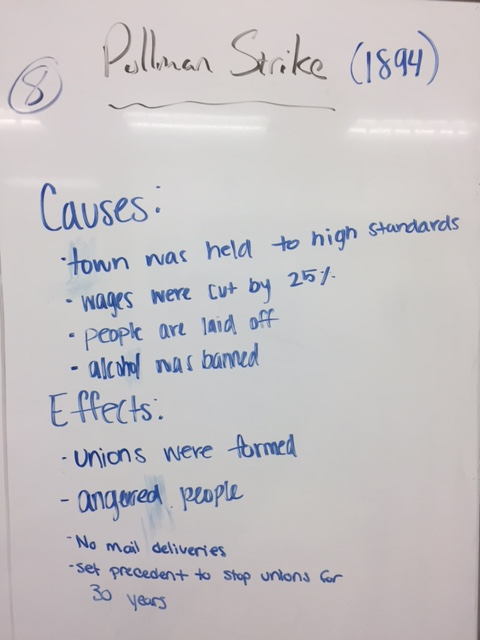 Pullman Strike (1894)
8
Causes:
·town was held to high standards
- wages were cut by 25%
· people are laid off
- alcohol was banned
Effects:
-unions were formed
- angered people
-No mail deliveries
-set precedent to stop unions for
30 years